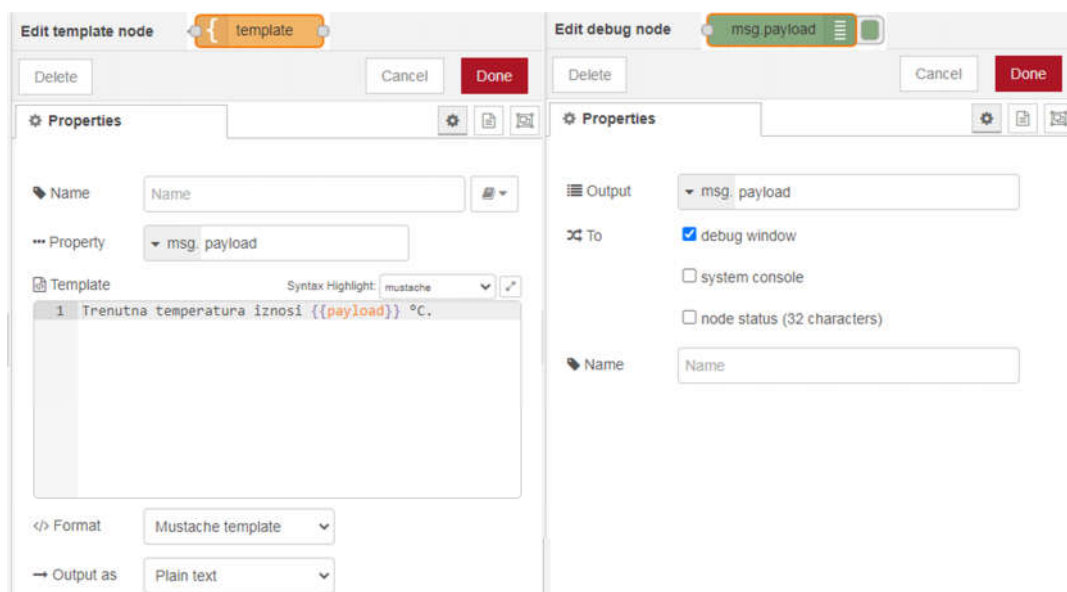 Edit template node
{ template
Delete
Cancel
Done
Properties
Name
Name
Property
msg. payload
Template
Syntax Highlight: mustache
1 Trenutna temperatura iznosi {{payload}} °C.
</> Format
Mustache template
Output as
Plain text
Edit debug node
msg.payload
Delete
Cancel
Done
Properties
Output
msg. payload
To
debug window
system console
node status (32 characters)
Name
Name